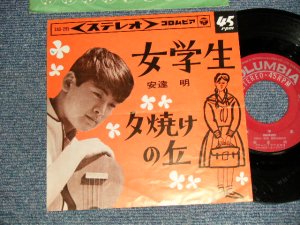 <ステレオ> コロムビア
45
RPM
女学生
安達 明
夕焼けの丘
COLUMBIA
STEREO-45RPM